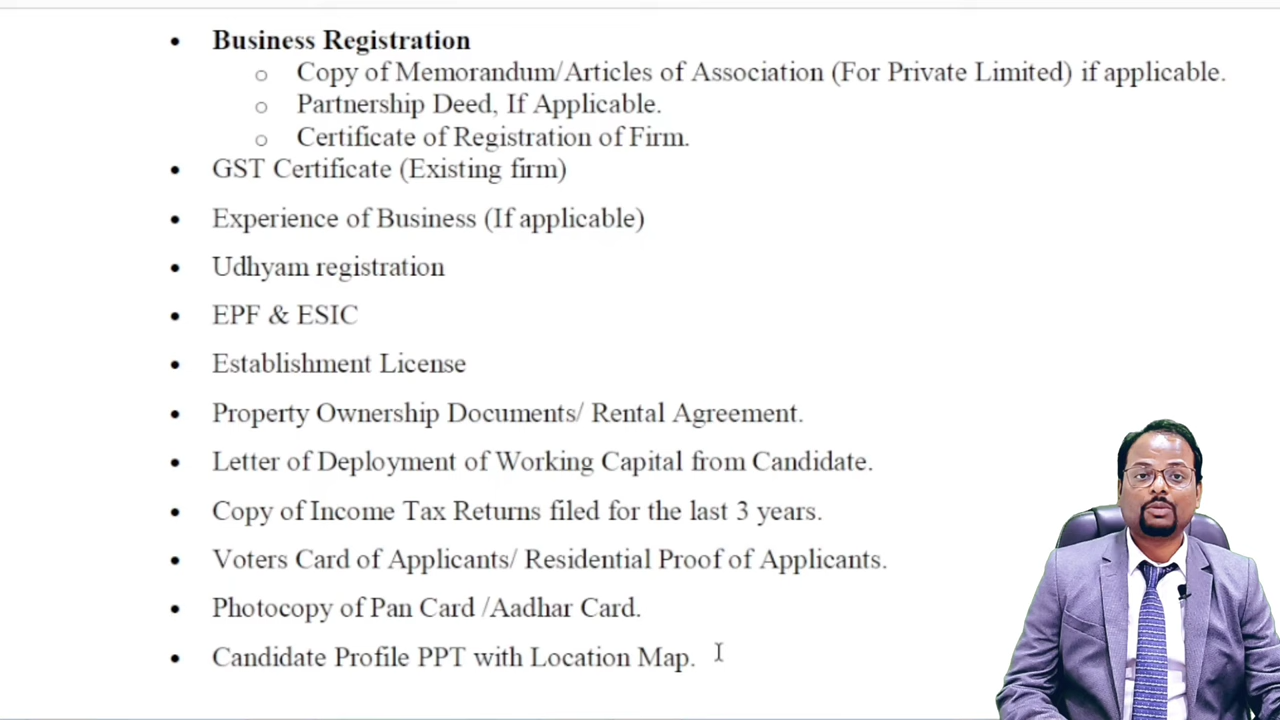 • Business Registration
○ Copy of Memorandum/Articles of Association (For Private Limited) if applicable.
○ Partnership Deed, If Applicable.
○ Certificate of Registration of Firm.
• GST Certificate (Existing firm)
• Experience of Business (If applicable)
• Udhyam registration
• EPF & ESIC
• Establishment License
• Property Ownership Documents/ Rental Agreement.
• Letter of Deployment of Working Capital from Candidate.
• Copy of Income Tax Returns filed for the last 3 years.
• Voters Card of Applicants/ Residential Proof of Applicants.
• Photocopy of Pan Card /Aadhar Card.
• Candidate Profile PPT with Location Map.